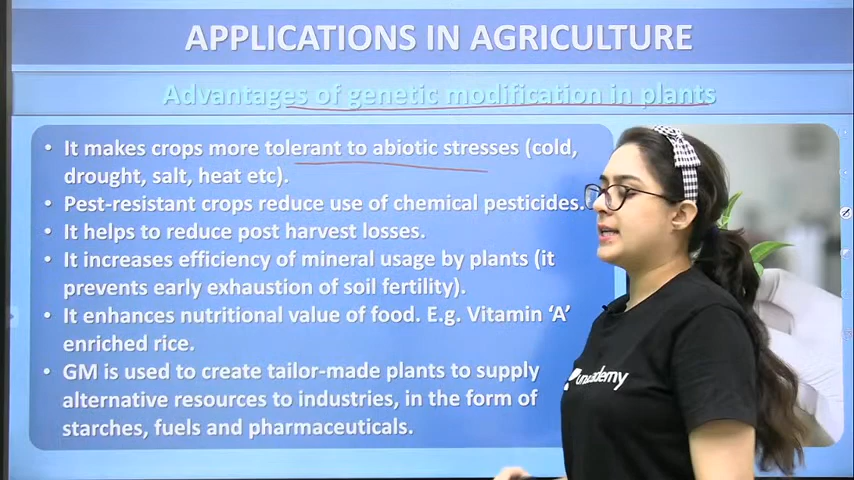 APPLICATIONS IN AGRICULTURE
Advantages of genetic modification in plants
• It makes crops more tolerant to abiotic stresses (cold,
drought, salt, heat etc).
• Pest-resistant crops reduce use of chemical pesticides.
• It helps to reduce post harvest losses.
• It increases efficiency of mineral usage by plants (it
prevents early exhaustion of soil fertility).
• It enhances nutritional value of food. E.g. Vitamin ‘A’
enriched rice.
• GM is used to create tailor-made plants to supply
alternative resources to industries, in the form of
starches, fuels and pharmaceuticals.
unacademy